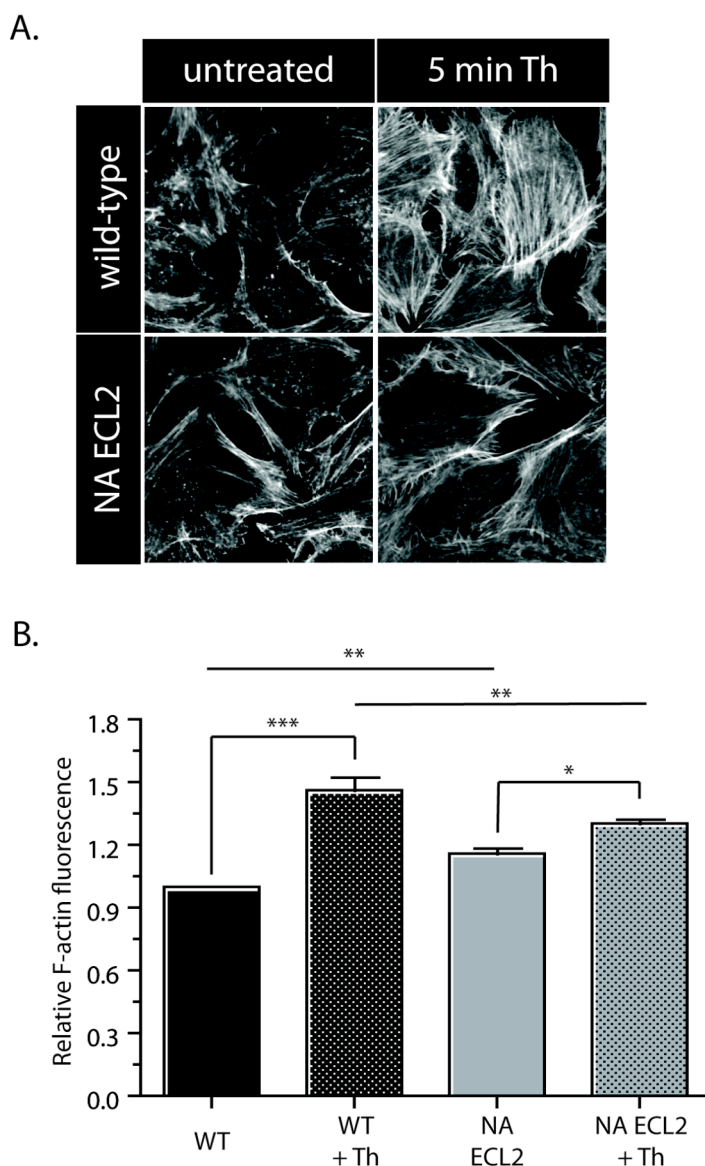 A.
untreated
5 min Th
wild-type
NA ECL2
B.
**
**
***
*
Relative F-actin fluorescence
1.8
1.5
1.2
0.9
0.6
0.3
0.0
WT
WT
+ Th
NA
ECL2
NA ECL2
+ Th